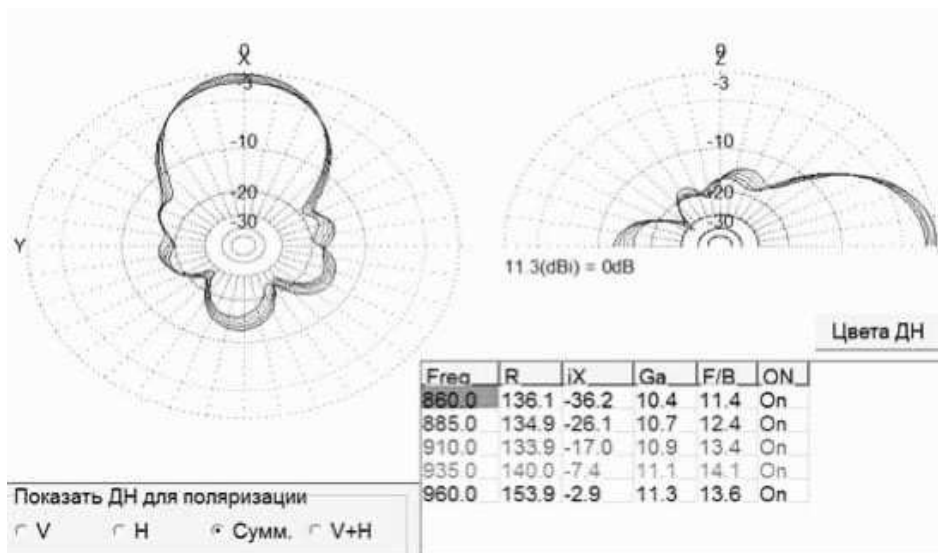 0
X
-3
-10
-20
-30
Y
Z
-3
-10
-20
-30
11.3(dBi) = 0dB
Цвета ДН
Freq R iX Ga F/B ON
860.0 136.1 -36.2 10.4 11.4 On
885.0 134.9 -26.1 10.7 12.4 On
910.0 133.9 -17.0 10.9 13.4 On
935.0 140.0 -7.4 11.1 14.1 On
960.0 153.9 -2.9 11.3 13.6 On
Показать ДН для поляризации
V H Сумм. V+H